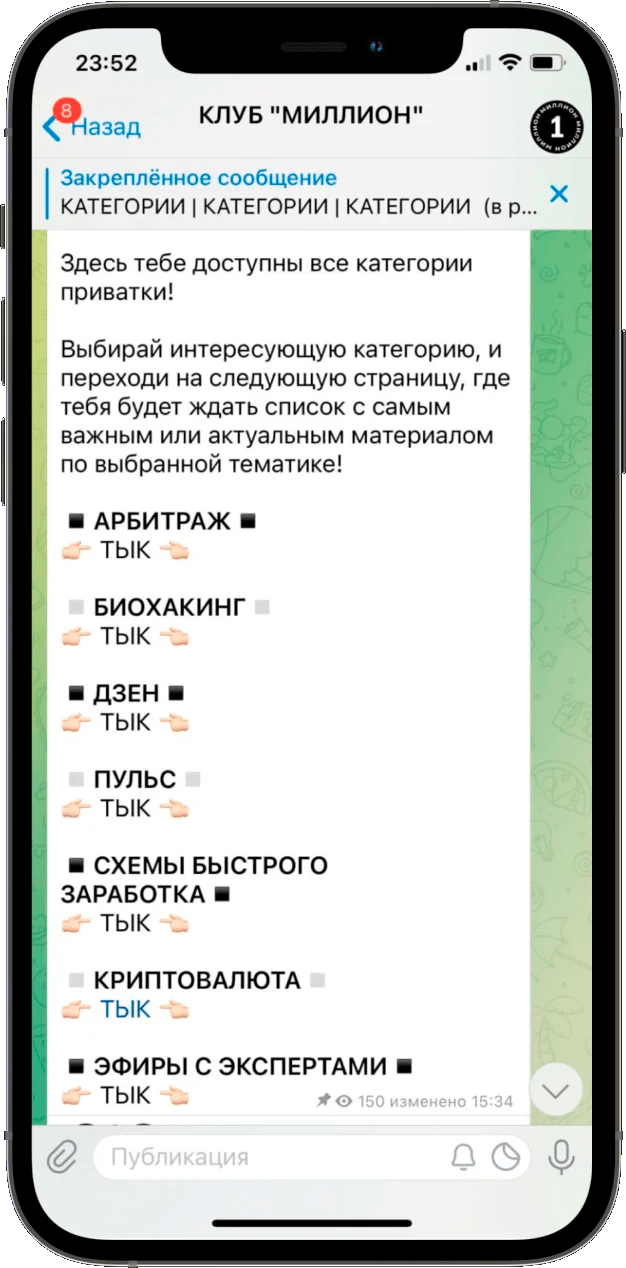 23:52
8
Назад
КЛУБ "МИЛЛИОН"
МИЛЛИОН МИЛЛИОН МИЛЛИОН
1
Закреплённое сообщение
КАТЕГОРИИ | КАТЕГОРИИ | КАТЕГОРИИ (в р...
Здесь тебе доступны все категории
приватки!
Выбирай интересующую категорию, и
переходи на следующую страницу, где
тебя будет ждать список с самым
важным или актуальным материалом
по выбранной тематике!
◾️ АРБИТРАЖ ◾️
👉🏻 ТЫК 👈🏻
◽️ БИОХАКИНГ ◽️
👉🏻 ТЫК 👈🏻
◾️ ДЗЕН ◾️
👉🏻 ТЫК 👈🏻
◽️ ПУЛЬС ◽️
👉🏻 ТЫК 👈🏻
◾️ СХЕМЫ БЫСТРОГО
ЗАРАБОТКА ◾️
👉🏻 ТЫК 👈🏻
◽️ КРИПТОВАЛЮТА ◽️
👉🏻 ТЫК 👈🏻
◾️ ЭФИРЫ С ЭКСПЕРТАМИ ◾️
👉🏻 ТЫК 👈🏻
150 изменено 15:34
Публикация